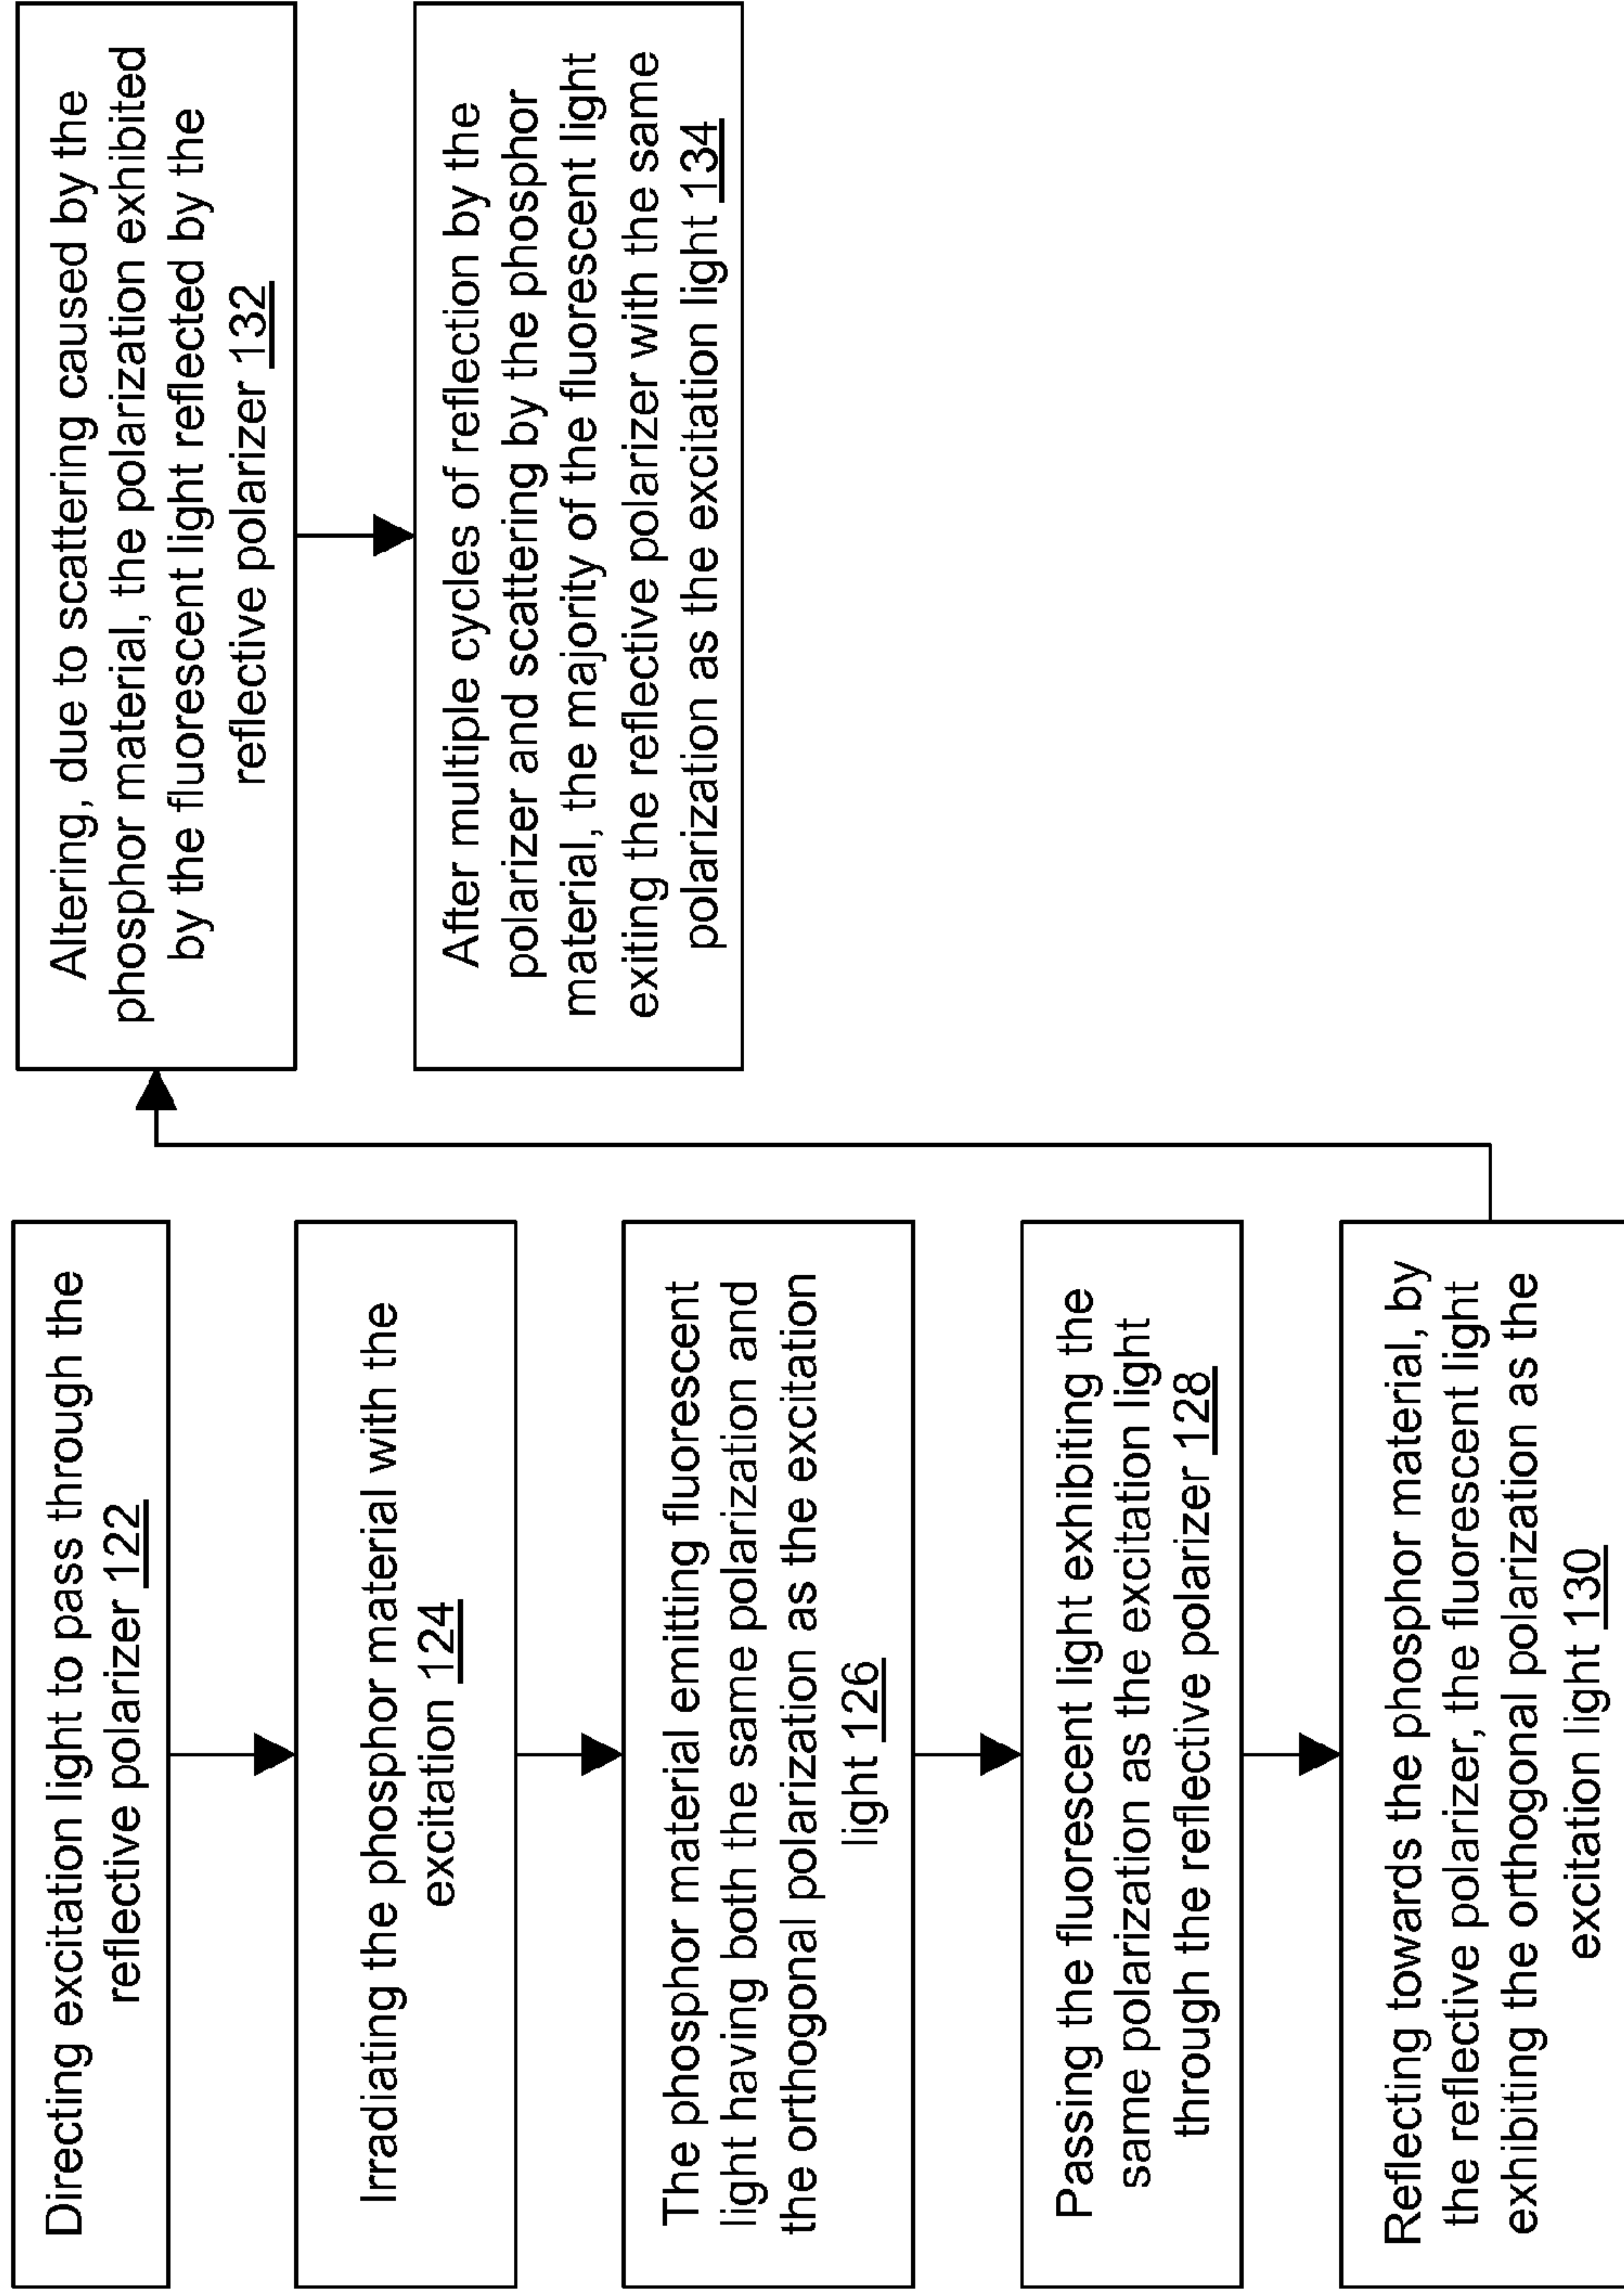 Directing excitation light to pass through the
reflective polarizer 122
Irradiating the phosphor material with the
excitation 124
The phosphor material emitting fluorescent
light having both the same polarization and
the orthogonal polarization as the excitation
light 126
Passing the fluorescent light exhibiting the
same polarization as the excitation light
through the reflective polarizer 128
Reflecting towards the phosphor material, by
the reflective polarizer, the fluorescent light
exhibiting the orthogonal polarization as the
excitation light 130
Altering, due to scattering caused by the
phosphor material, the polarization exhibited
by the fluorescent light reflected by the
reflective polarizer 132
After multiple cycles of reflection by the
polarizer and scattering by the phosphor
material, the majority of the fluorescent light
exiting the reflective polarizer with the same
polarization as the excitation light 134